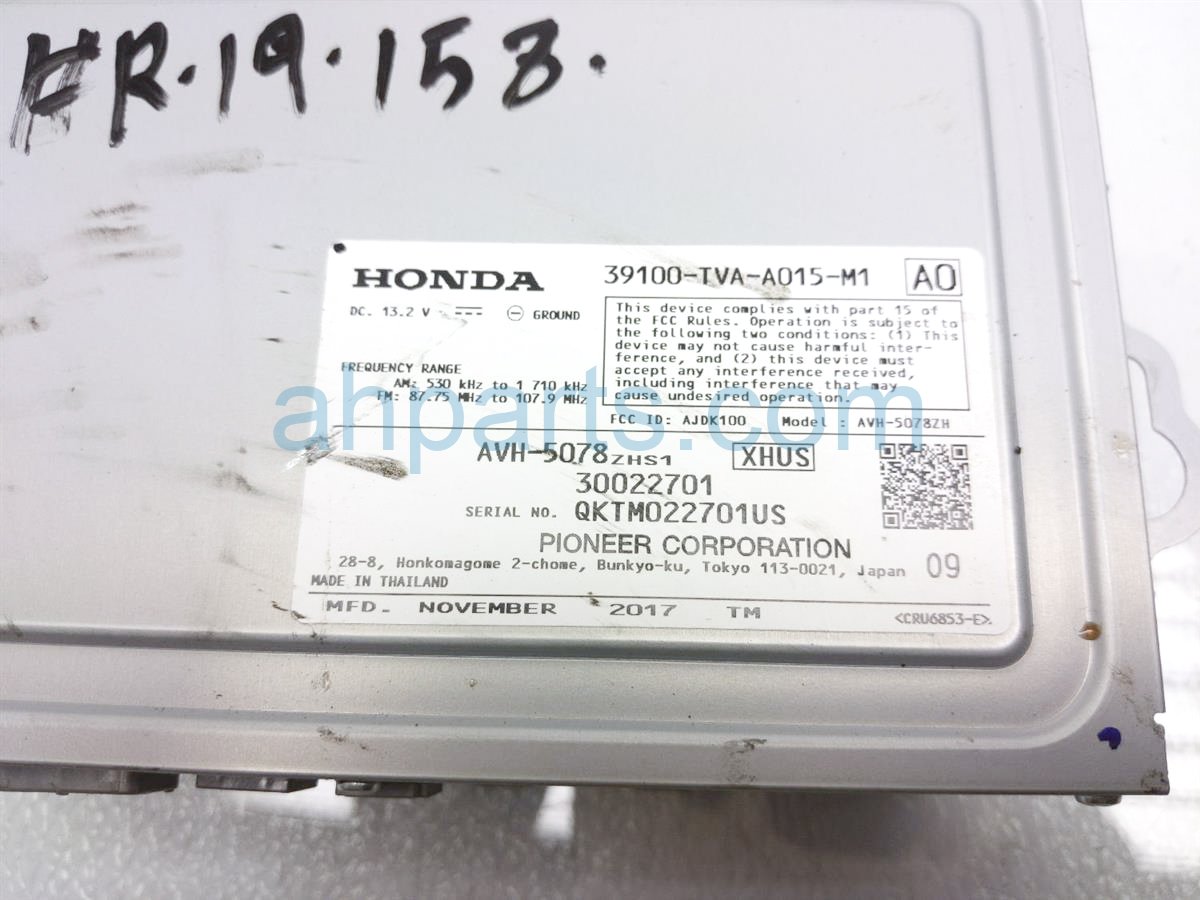 HR.19.153.
HONDA 39100-TVA-A015-M1 A0
DC. 13.2 V GROUND
This device complies with part 15 of
the FCC Rules. Operation is subject to
the following two conditions: (1) This
device may not cause harmful inter-
ference, and (2) this device must
accept any interference received,
including interference that may
cause undesired operation.
FREQUENCY RANGE
AM: 530 kHz to 1 710 kHz
FM: 87.75 MHz to 107.9 MHz
FCC ID: AJDK100 Model : AVH-5078ZH
ahparts.com
AVH-5078ZHS1 XHUS
30022701
SERIAL NO. QKTM022701US
PIONEER CORPORATION
28-8, Honkomagome 2-chome, Bunkyo-ku, Tokyo 113-0021, Japan 09
MADE IN THAILAND
MFD. NOVEMBER 2017 TM
<CRU6853-E>